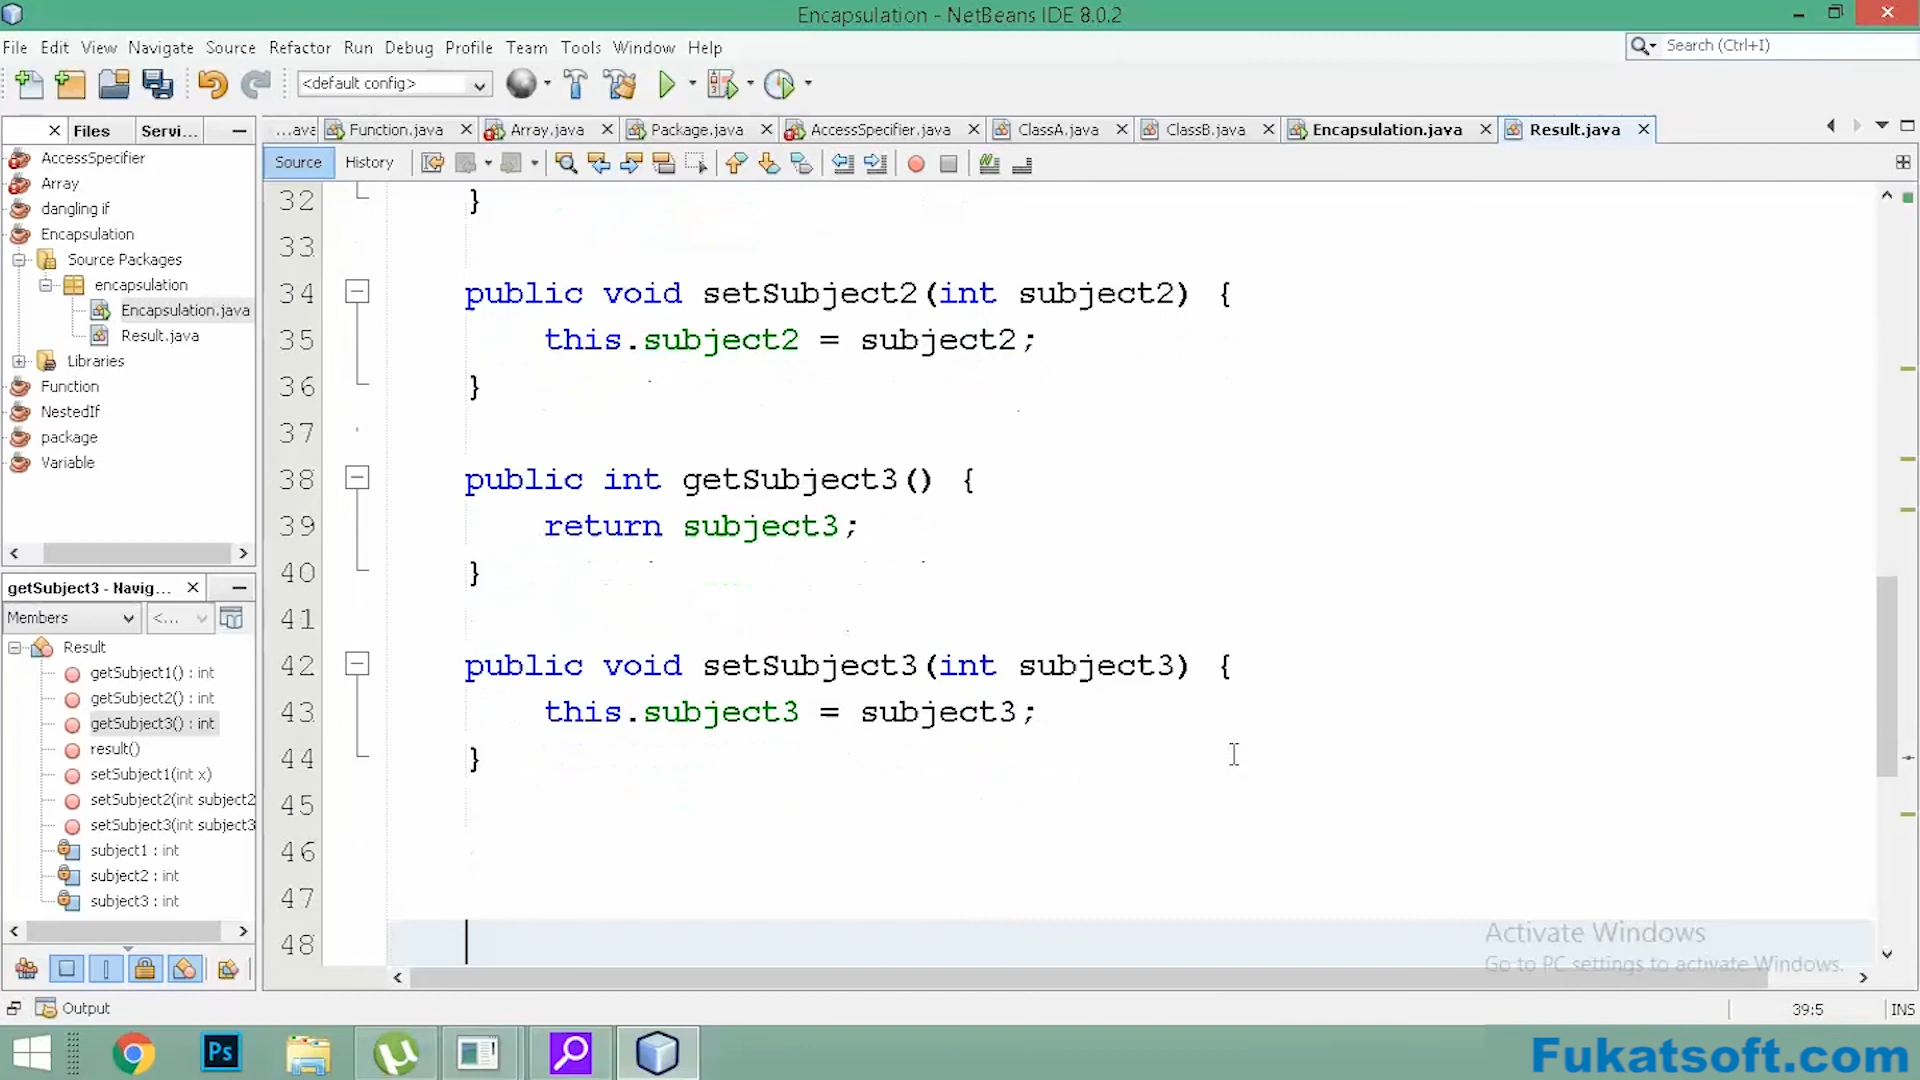 Encapsulation - NetBeans IDE 8.0.2
File Edit View Navigate Source Refactor Run Debug Profile Team Tools Window Help
Search (Ctrl+I)
<default config>
Files Servi...
...ava Function.java Array.java Package.java AccessSpecifier.java ClassA.java ClassB.java Encapsulation.java Result.java
Source History
AccessSpecifier
Array
dangling if
Encapsulation
Source Packages
encapsulation
Encapsulation.java
Result.java
Libraries
Function
NestedIf
package
Variable
getSubject3 - Navig...
Members <...
Result
getSubject1() : int
getSubject2() : int
getSubject3() : int
result()
setSubject1(int x)
setSubject2(int subject2
setSubject3(int subject3
subject1 : int
subject2 : int
subject3 : int
32 }
33
34 public void setSubject2(int subject2) {
35 this.subject2 = subject2;
36 }
37
38 public int getSubject3() {
39 return subject3;
40 }
41
42 public void setSubject3(int subject3) {
43 this.subject3 = subject3;
44 }
45
46
47
48
Activate Windows
Go to PC settings to activate Windows.
Output
39:5 INS
Ps
Fukatsoft.com